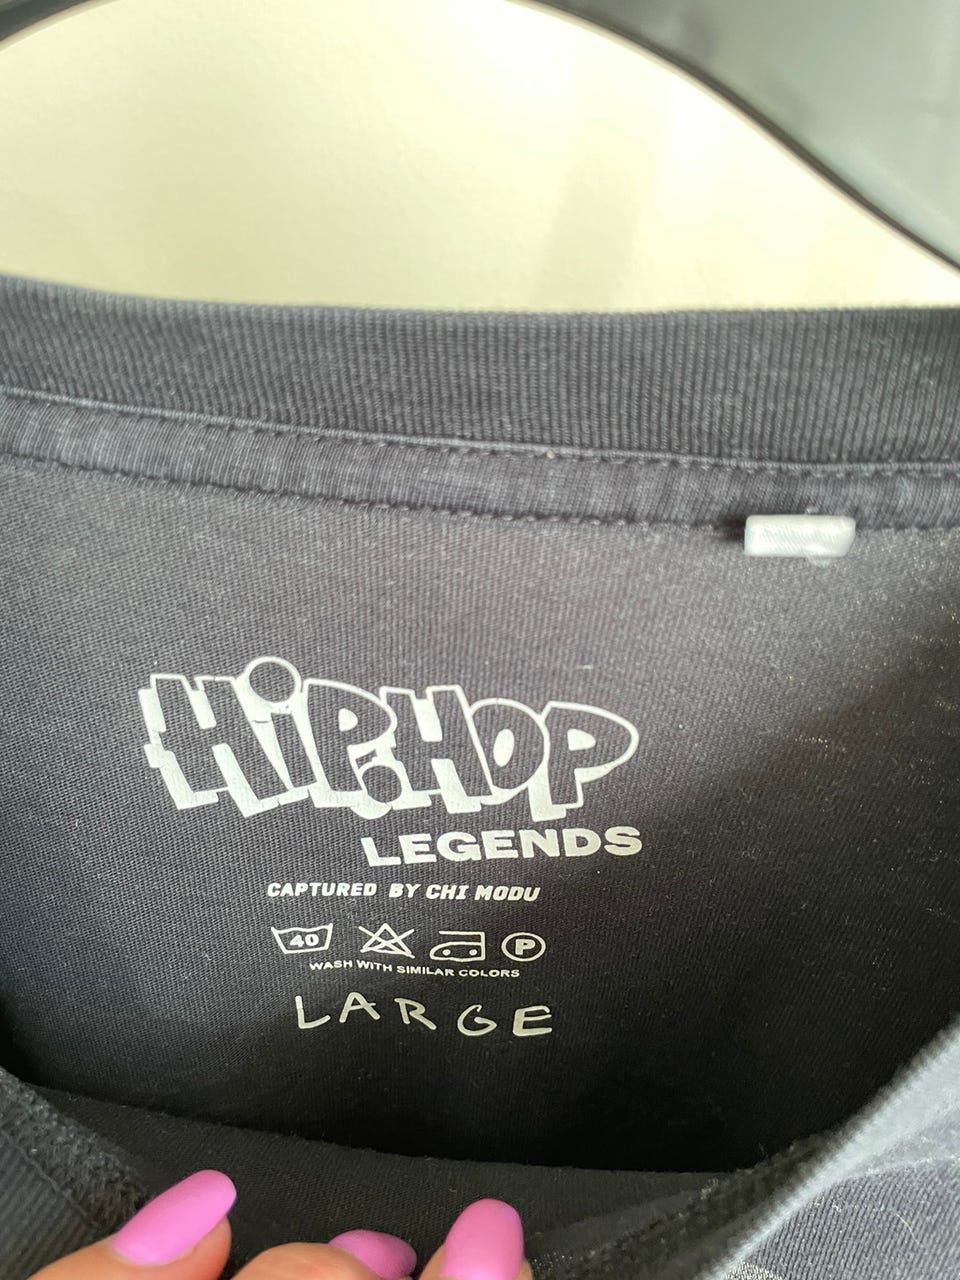 HiP.HOP
LEGENDS
CAPTURED BY CHI MODU
40 P
WASH WITH SIMILAR COLORS
LARGE